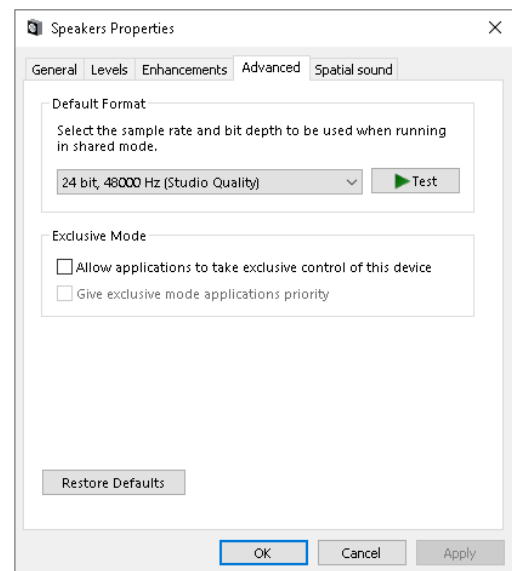 Speakers Properties
General Levels Enhancements Advanced Spatial sound
Default Format
Select the sample rate and bit depth to be used when running
in shared mode.
24 bit, 48000 Hz (Studio Quality)
Test
Exclusive Mode
Allow applications to take exclusive control of this device
Give exclusive mode applications priority
Restore Defaults
OK Cancel Apply